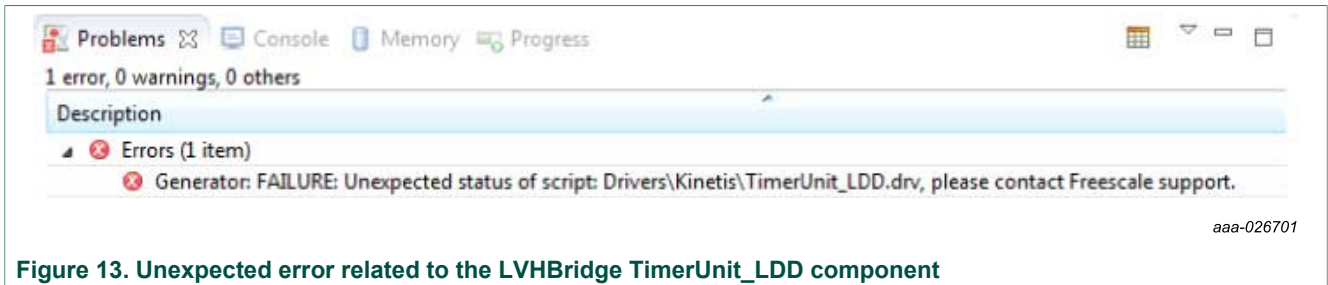 Problems Console Memory Progress
1 error, 0 warnings, 0 others
Description
Errors (1 item)
Generator: FAILURE: Unexpected status of script: Drivers\Kinetis\TimerUnit_LDD.drv, please contact Freescale support.
aaa-026701
Figure 13. Unexpected error related to the LVHBridge TimerUnit_LDD component